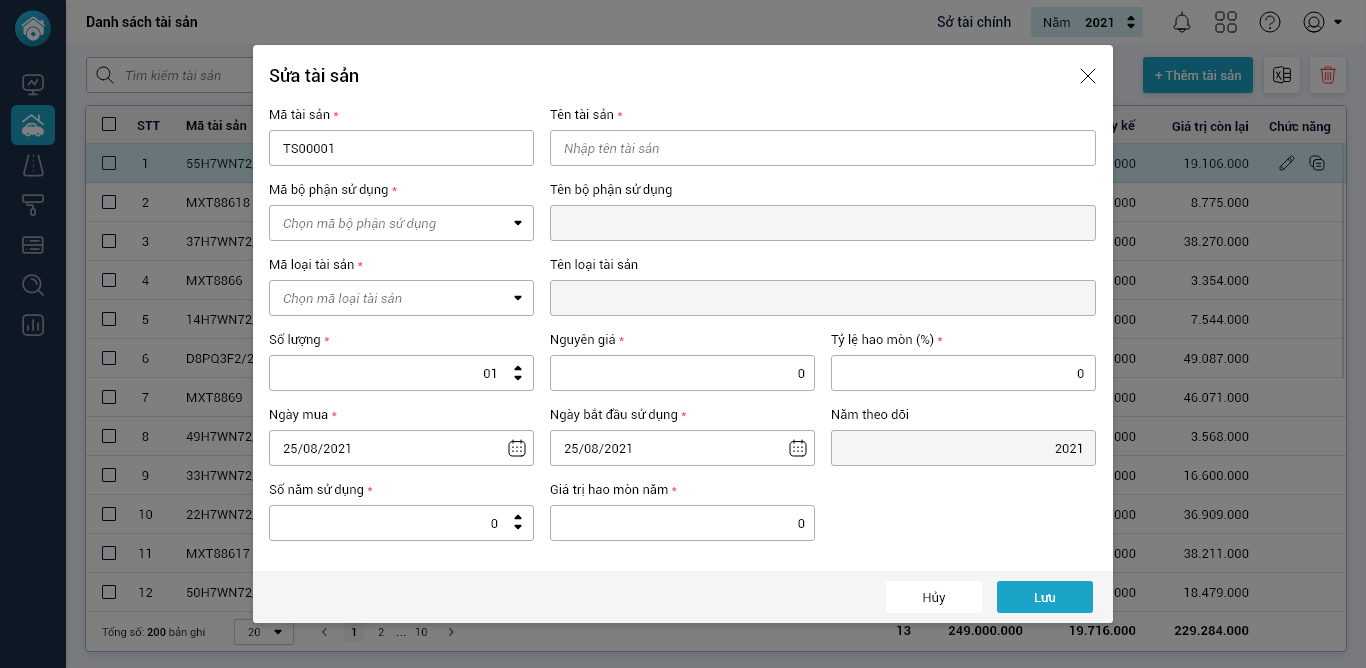 Danh sách tài sản
Sở tài chính
Năm 2021
Tìm kiếm tài sản
+ Thêm tài sản
STT Mã tài sản
Giá trị còn lại Chức năng
1 55H7WN72 000 19.106.000
2 MXT88618 000 8.775.000
3 37H7WN72 000 38.270.000
4 MXT8866 000 3.354.000
5 14H7WN72 000 7.544.000
6 D8PQ3F2/2 000 49.087.000
7 MXT8869 000 46.071.000
8 49H7WN72 000 3.568.000
9 33H7WN72 000 16.600.000
10 22H7WN72 000 36.909.000
11 MXT88617 000 38.211.000
12 50H7WN72 000 18.479.000
Tổng số: 200 bản ghi 20 1 2 ... 10 13 249.000.000 19.716.000 229.284.000
Sửa tài sản
Mã tài sản * Tên tài sản *
TS00001 Nhập tên tài sản
Mã bộ phận sử dụng * Tên bộ phận sử dụng
Chọn mã bộ phận sử dụng
Mã loại tài sản * Tên loại tài sản
Chọn mã loại tài sản
Số lượng * Nguyên giá * Tỷ lệ hao mòn (%) *
01 0 0
Ngày mua * Ngày bắt đầu sử dụng * Năm theo dõi
25/08/2021 25/08/2021 2021
Số năm sử dụng * Giá trị hao mòn năm *
0 0
Hủy Lưu